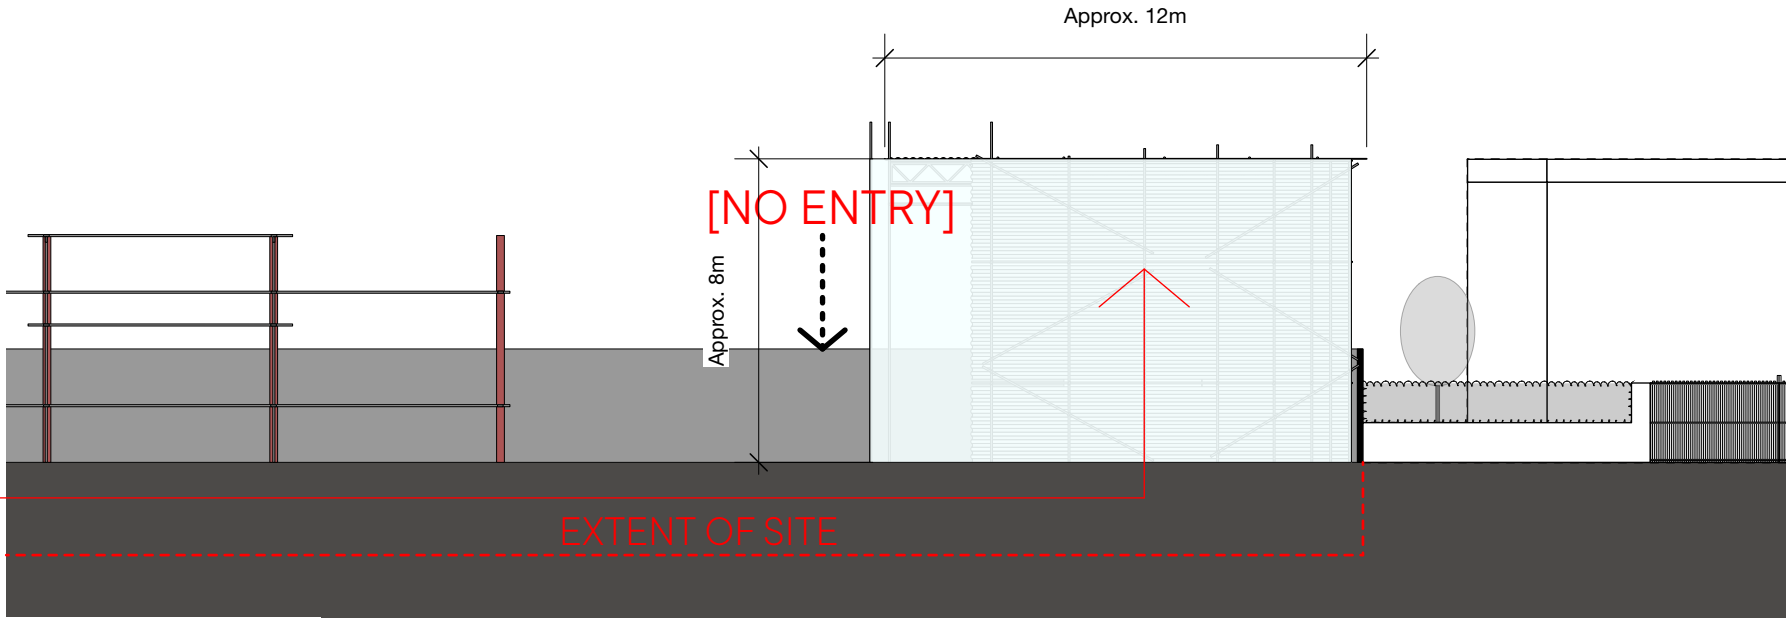 Approx. 12m
[NO ENTRY]
Approx. 8m
EXTENT OF SITE